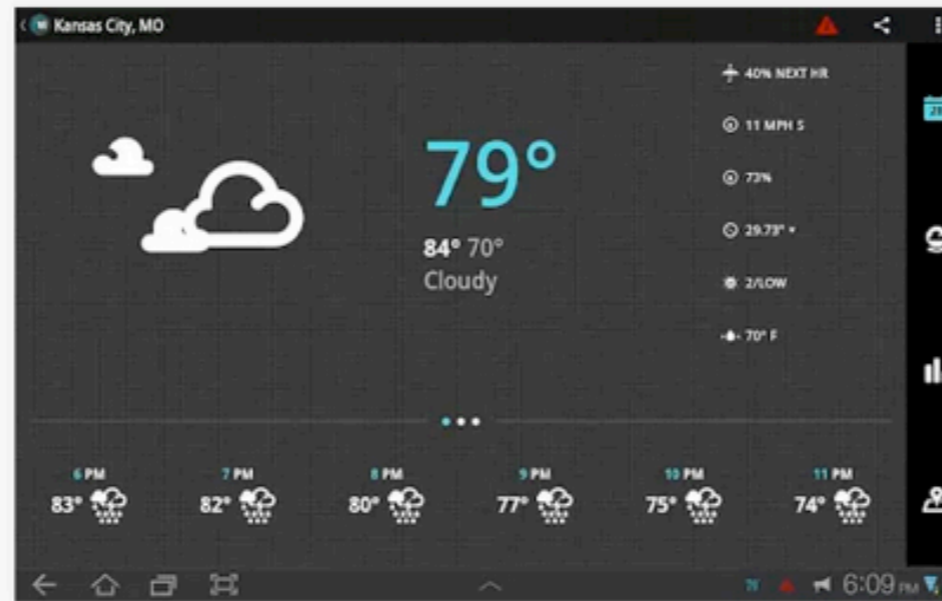 Kansas City, MO
40% NEXT HR
11 MPH S
79°
73%
84° 70°
29.73"
Cloudy
2/LOW
70° F
6 PM 7 PM 8 PM 9 PM 10 PM 11 PM
83° 82° 80° 77° 75° 74°
79° 6:09 PM